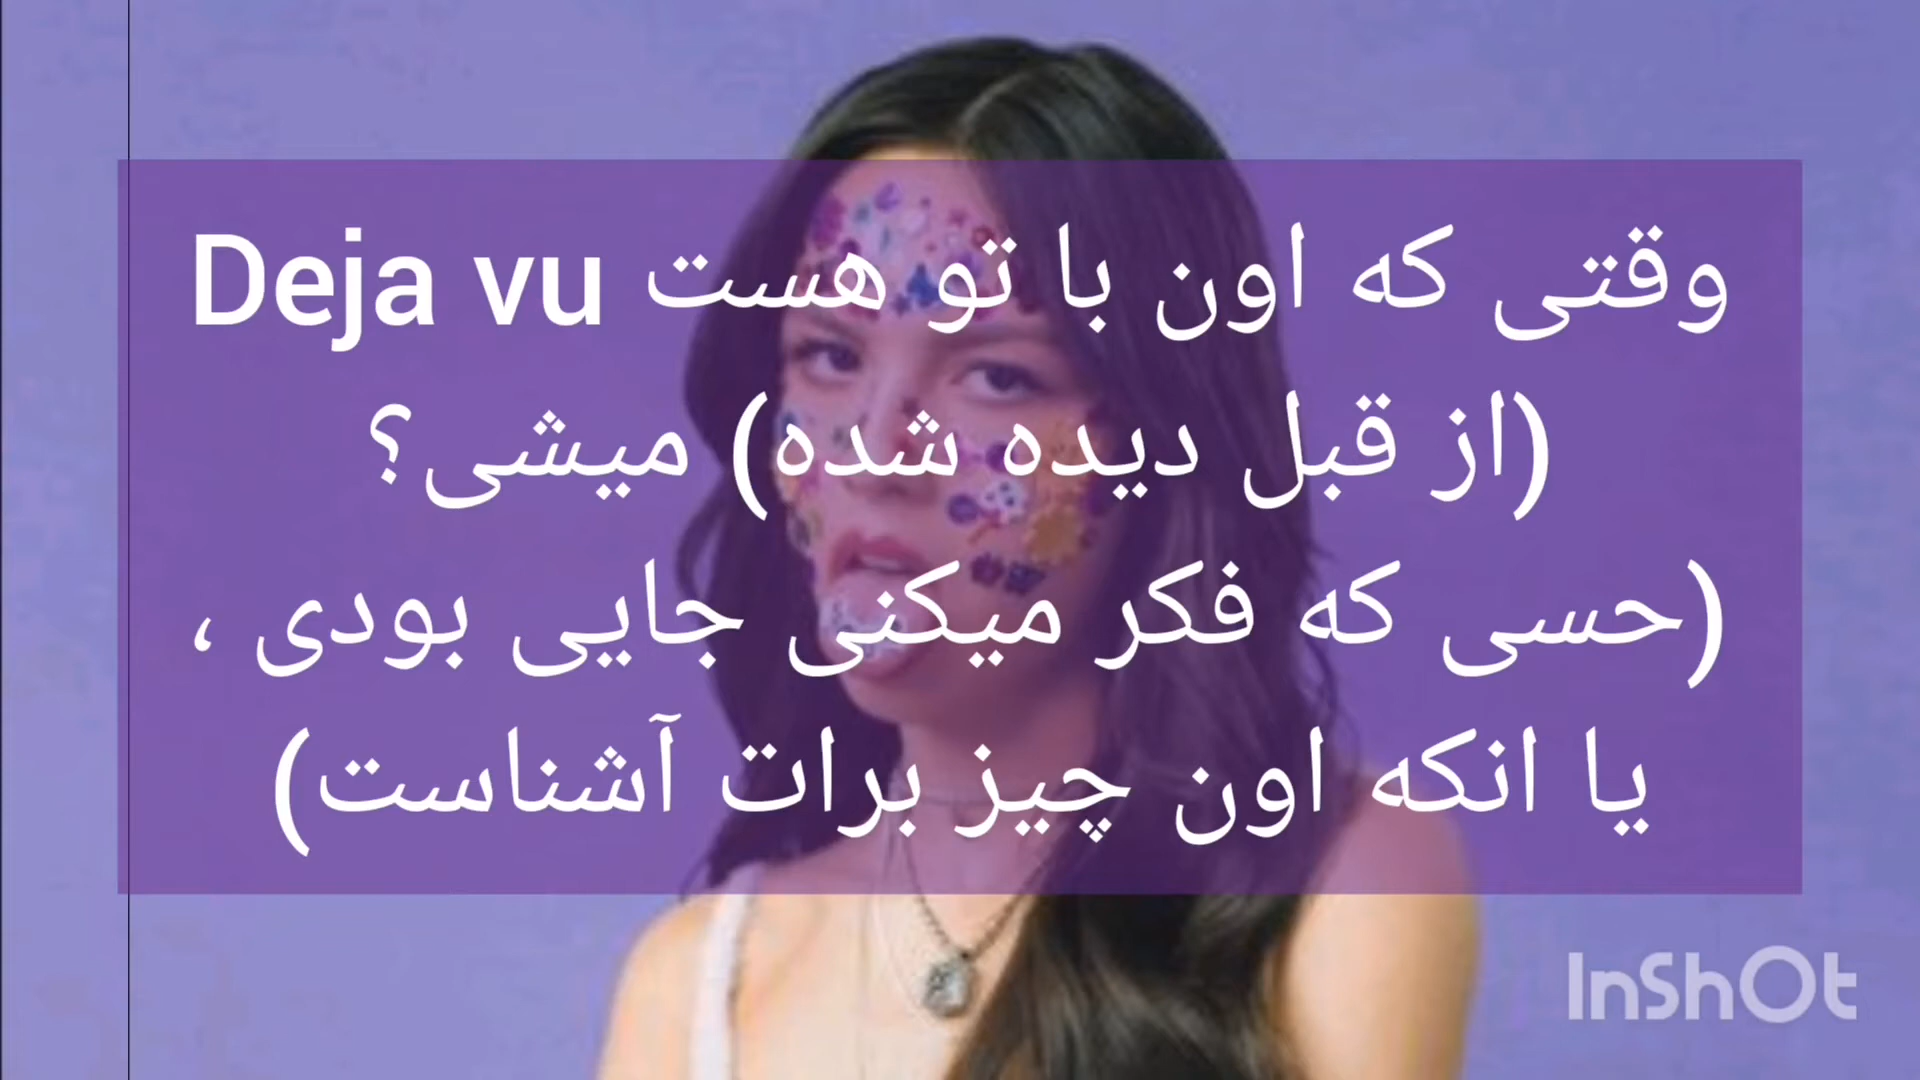 وقتی که اون با تو هست Deja vu
(از قبل دیده شده) میشی؟
(حسی که فکر میکنی جایی بودی ،
یا انکه اون چیز برات آشناست)
InShOt